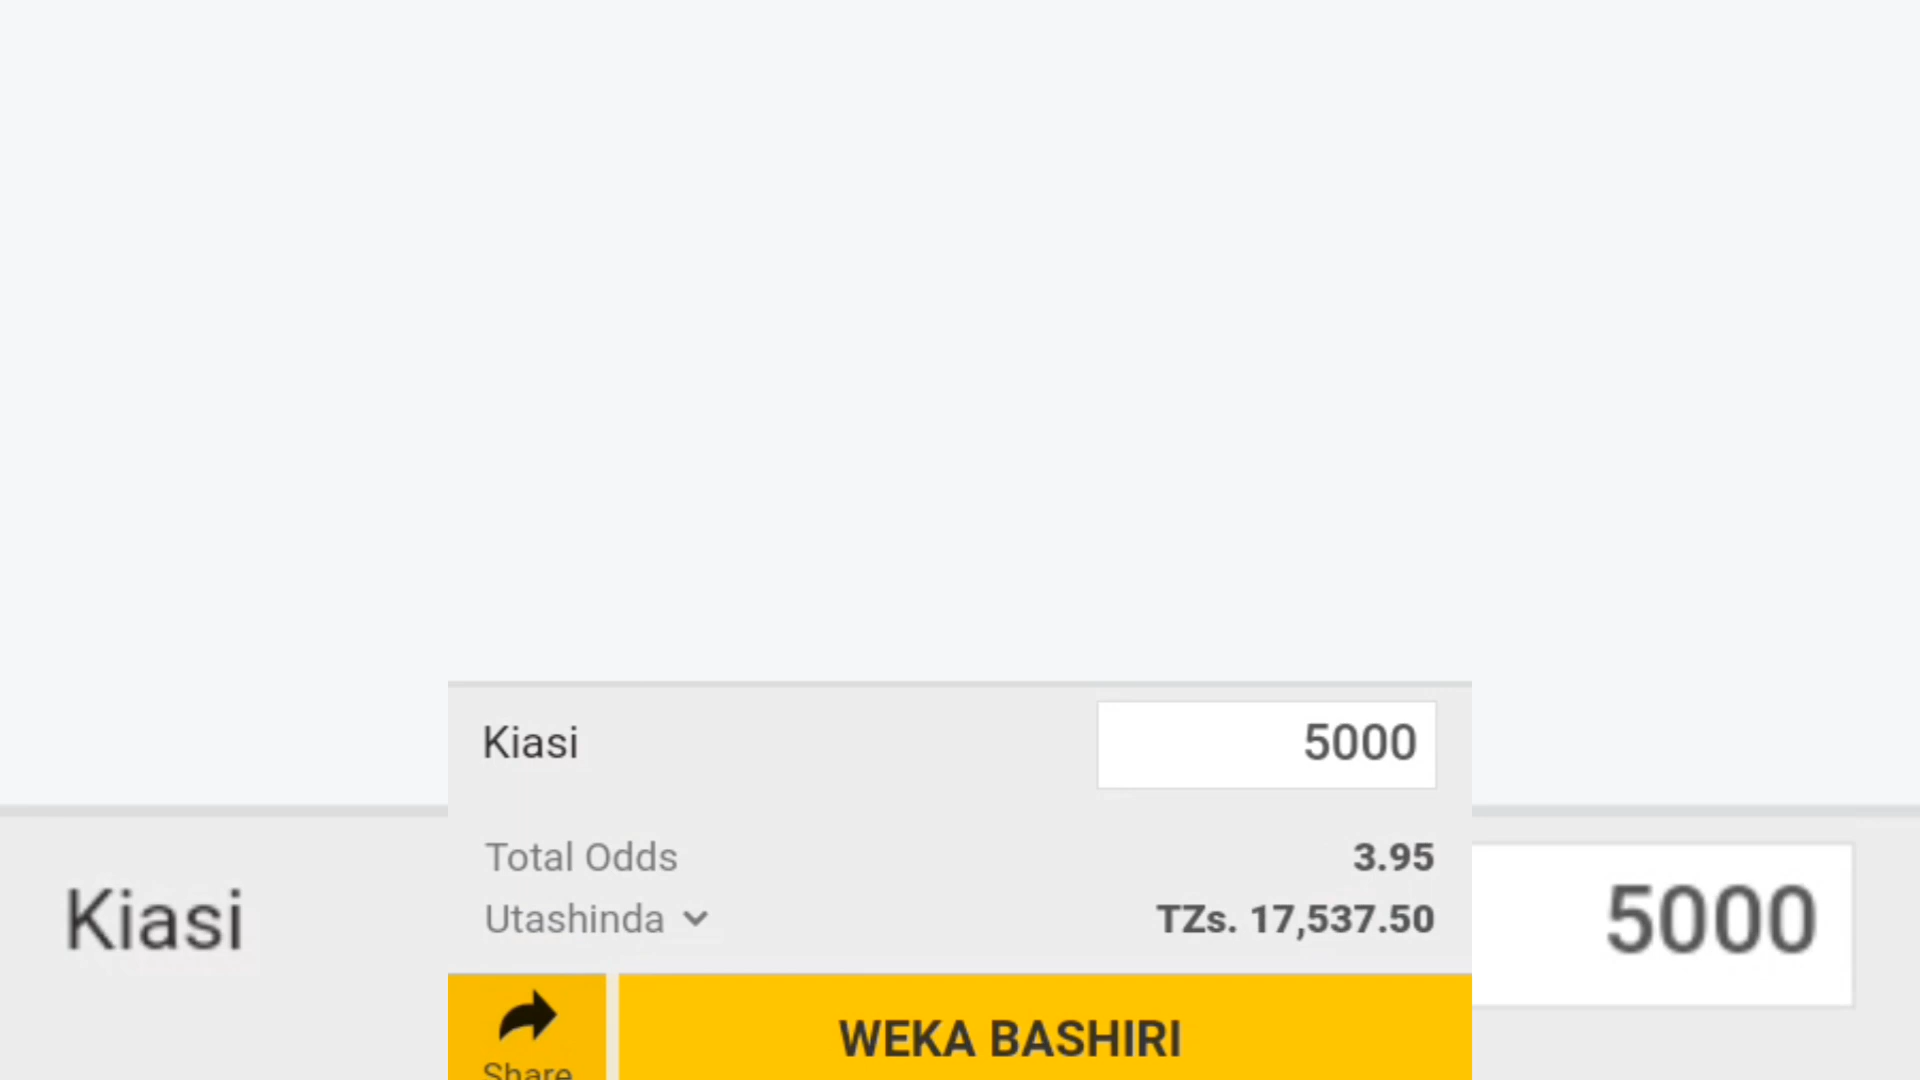 Kiasi 5000
Total Odds 3.95
Utashinda TZs. 17,537.50
Share WEKA BASHIRI
Kiasi 5000